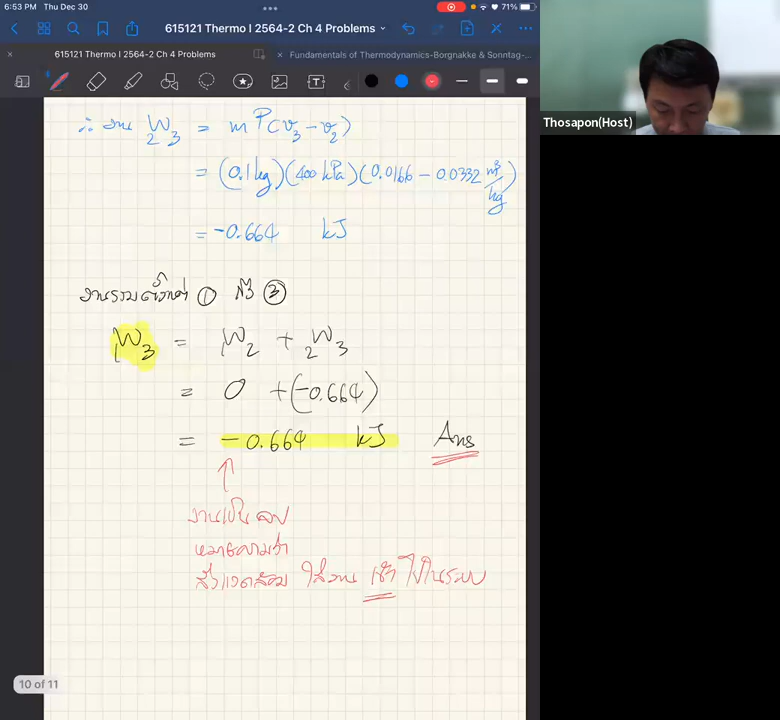 6:53 PM Thu Dec 30
71%
615121 Thermo I 2564-2 Ch 4 Problems
615121 Thermo I 2564-2 Ch 4 Problems
Fundamentals of Thermodynamics-Borgnakke & Sonntag-...
Thosapon(Host)
∴ งาน ₂W₃ = mP(v₃-v₂)
= (0.1 kg)(400 kPa)(0.0166 - 0.0332 m³/kg)
= -0.664 kJ
งานรวมตั้งแต่ ① ถึง ③
₁W₃ = ₁W₂ + ₂W₃
= 0 + (-0.664)
= -0.664 kJ Ans
งานเป็น ลบ
หมายความว่า
สิ่งแวดล้อม ใส่งาน เข้า ไปในระบบ
10 of 11